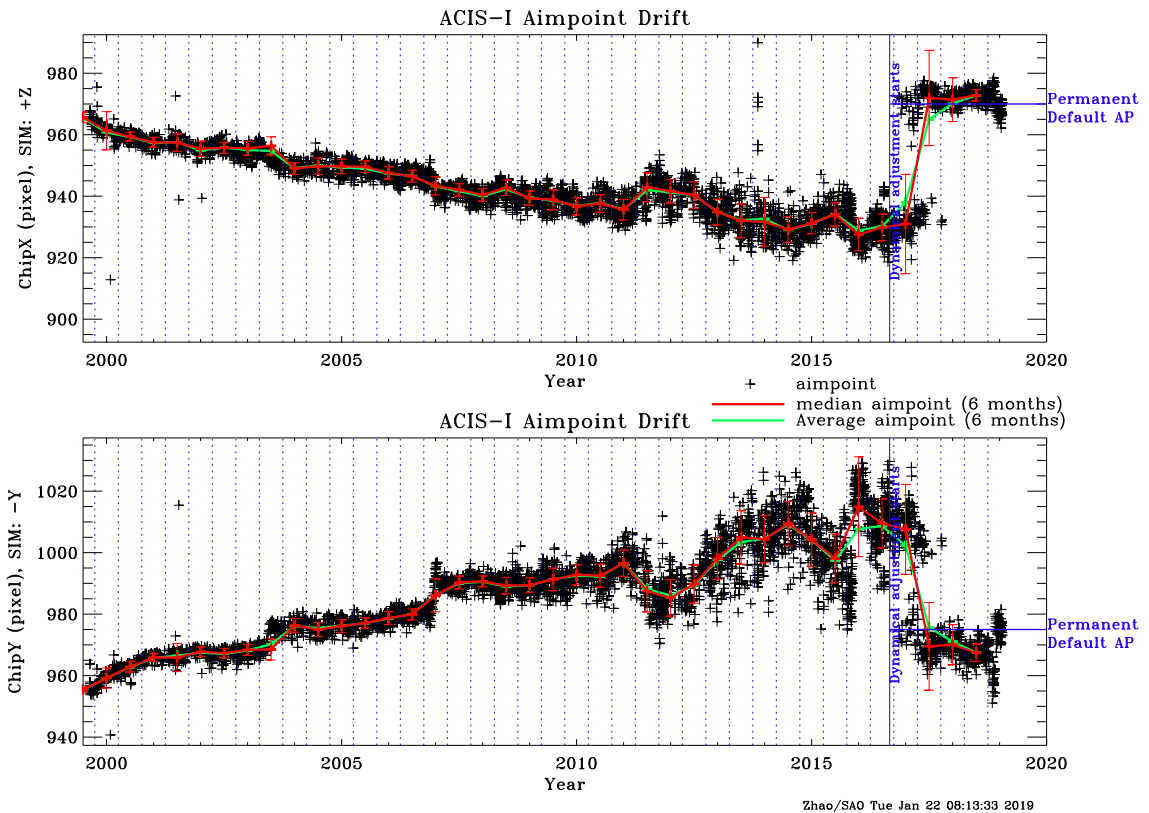 ACIS-I Aimpoint Drift
ChipX (pixel), SIM: +Z
980
960
940
920
900
Dynamical adjustment starts
Permanent
Default AP
2000 2005 2010 2015 2020
Year
+ aimpoint
median aimpoint (6 months)
Average aimpoint (6 months)
ACIS-I Aimpoint Drift
ChipY (pixel), SIM: -Y
1020
1000
980
960
940
Dynamical adjustment starts
Permanent
Default AP
2000 2005 2010 2015 2020
Year
Zhao/SAO Tue Jan 22 08:13:33 2019